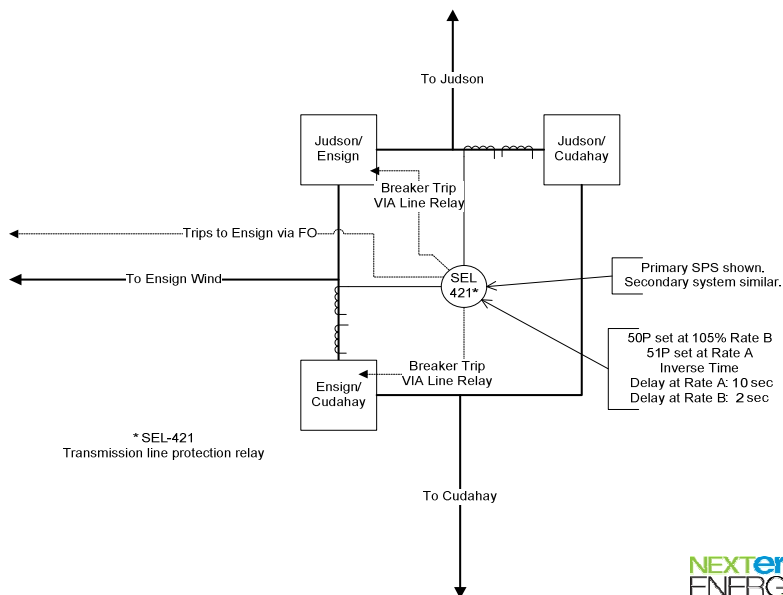 To Judson
Judson/
Ensign
Judson/
Cudahay
Breaker Trip
VIA Line Relay
Trips to Ensign via FO
To Ensign Wind
SEL
421*
Primary SPS shown.
Secondary system similar.
50P set at 105% Rate B
51P set at Rate A
Inverse Time
Delay at Rate A: 10 sec
Delay at Rate B: 2 sec
Breaker Trip
VIA Line Relay
Ensign/
Cudahay
* SEL-421
Transmission line protection relay
To Cudahay